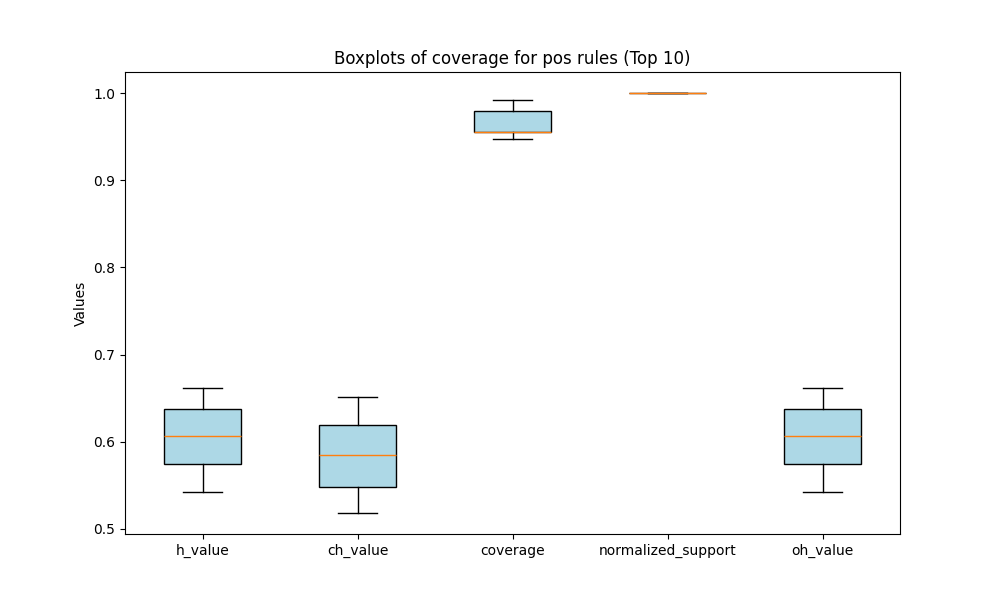 Boxplots of coverage for pos rules (Top 10)
1.0
0.9
0.8
0.7
0.6
0.5
Values
h_value
ch_value
coverage
normalized_support
oh_value